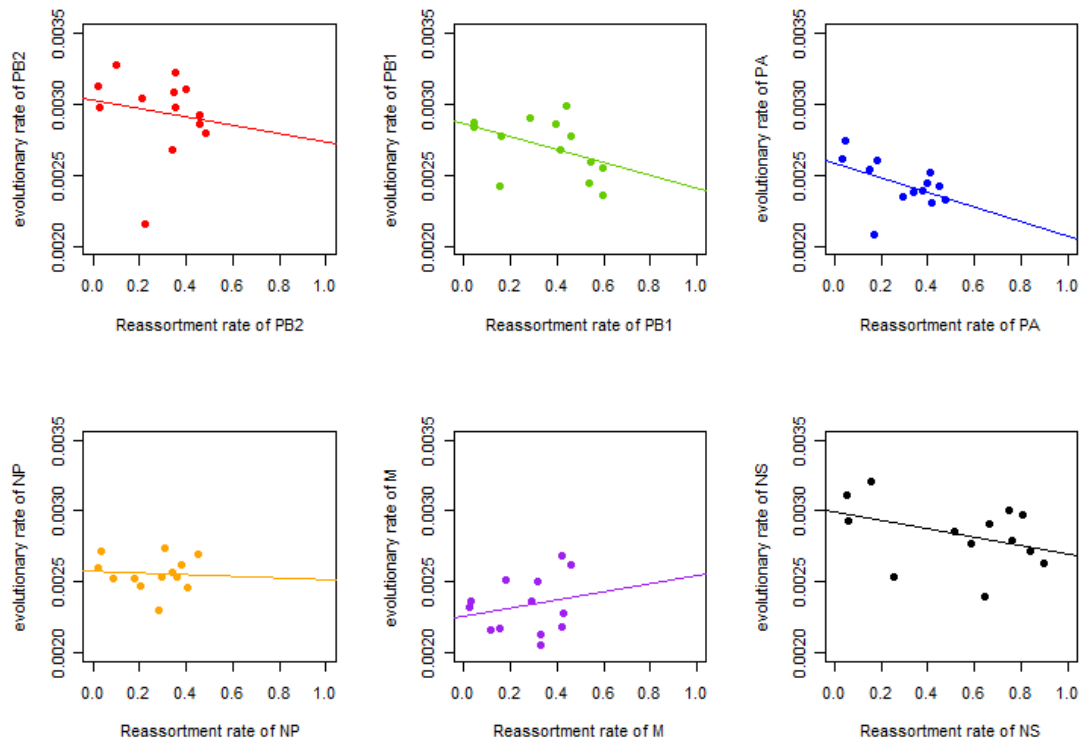 evolutionary rate of PB2
0.0020 0.0025 0.0030 0.0035
0.0 0.2 0.4 0.6 0.8 1.0
Reassortment rate of PB2
evolutionary rate of PB1
0.0020 0.0025 0.0030 0.0035
0.0 0.2 0.4 0.6 0.8 1.0
Reassortment rate of PB1
evolutionary rate of PA
0.0020 0.0025 0.0030 0.0035
0.0 0.2 0.4 0.6 0.8 1.0
Reassortment rate of PA
evolutionary rate of NP
0.0020 0.0025 0.0030 0.0035
0.0 0.2 0.4 0.6 0.8 1.0
Reassortment rate of NP
evolutionary rate of M
0.0020 0.0025 0.0030 0.0035
0.0 0.2 0.4 0.6 0.8 1.0
Reassortment rate of M
evolutionary rate of NS
0.0020 0.0025 0.0030 0.0035
0.0 0.2 0.4 0.6 0.8 1.0
Reassortment rate of NS